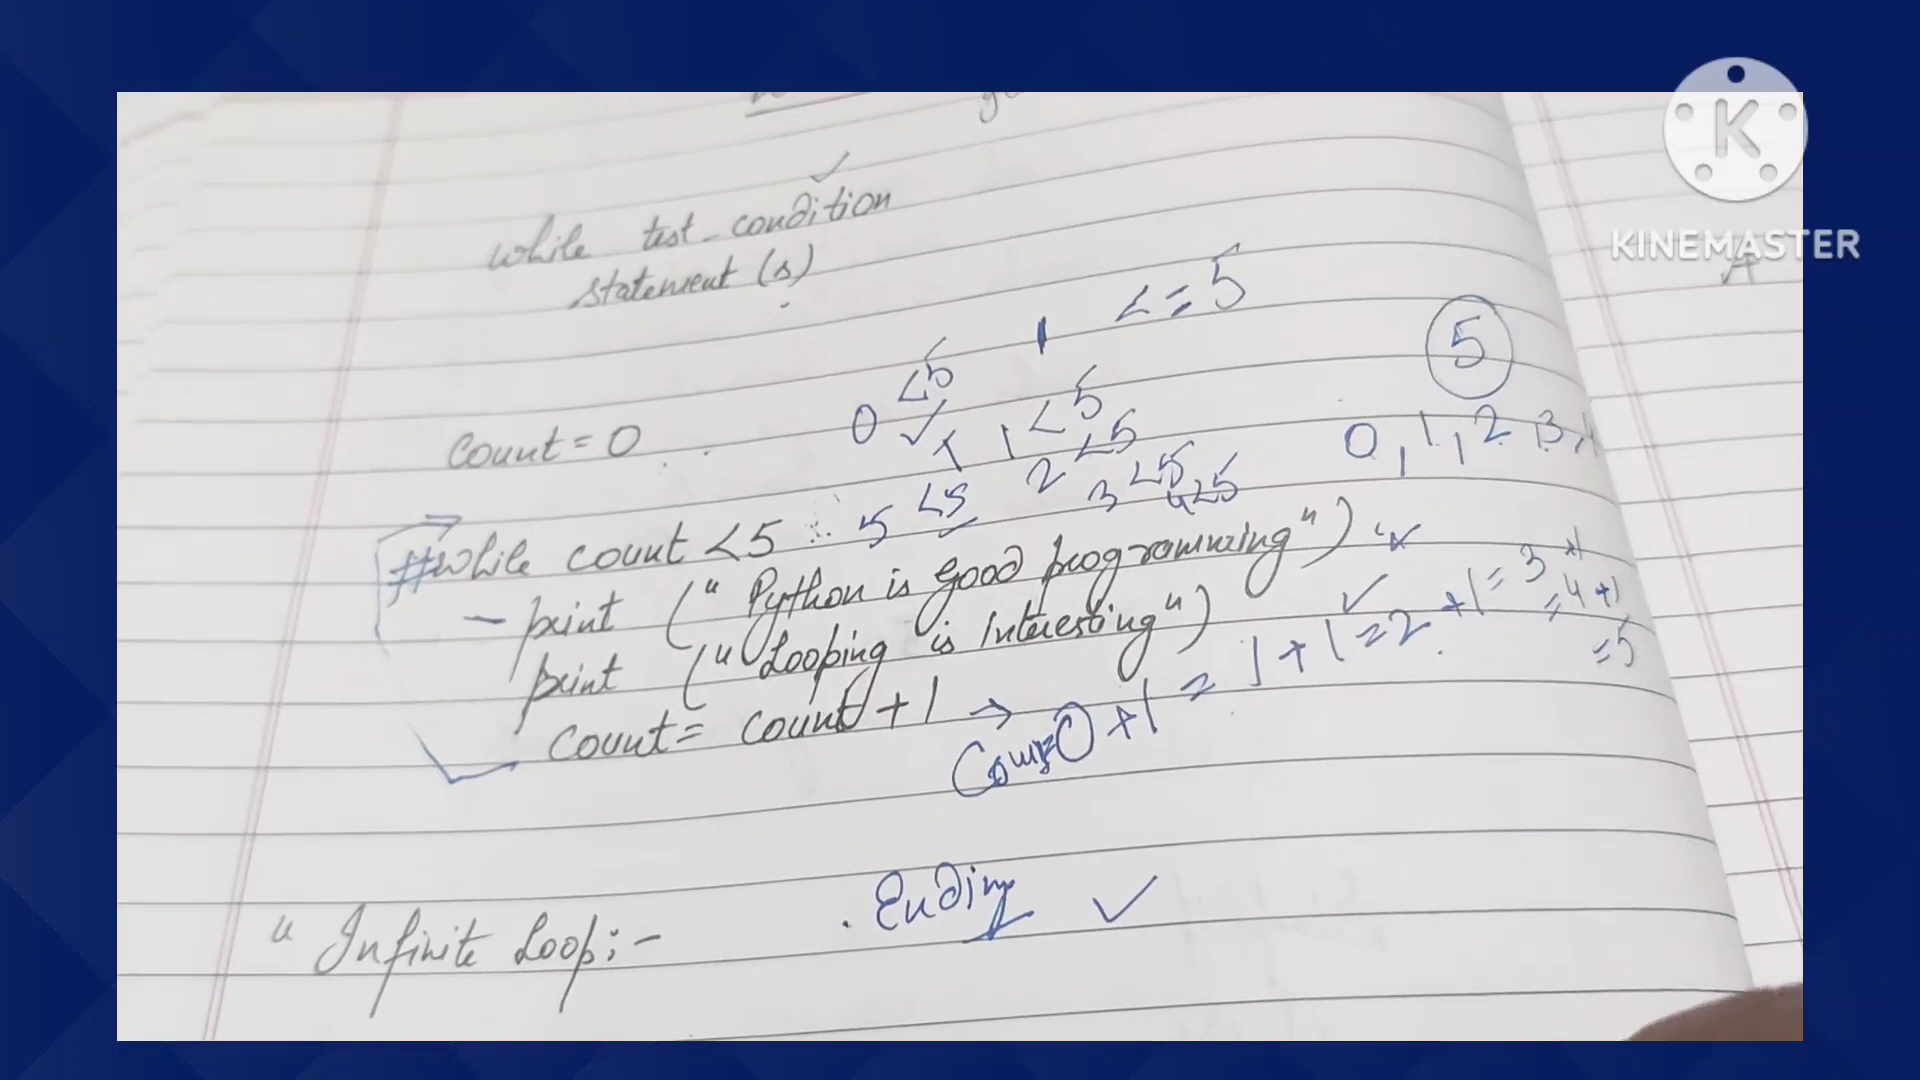 while test_condition
statement (s)
<=5
5
0 <5
1 1 <5
count=0
2 <5
0, 1, 2, 3, 4
3 <5, 4<5
5 <5
#while count <5 :
- print (" Python is good programming")
print (" Looping is Interesting")
+1=3 +1
=4+1
=5
count= count+1 → Count=0+1 = 1+1=2
Ending
" Infinite Loop:-
K
KINEMASTER